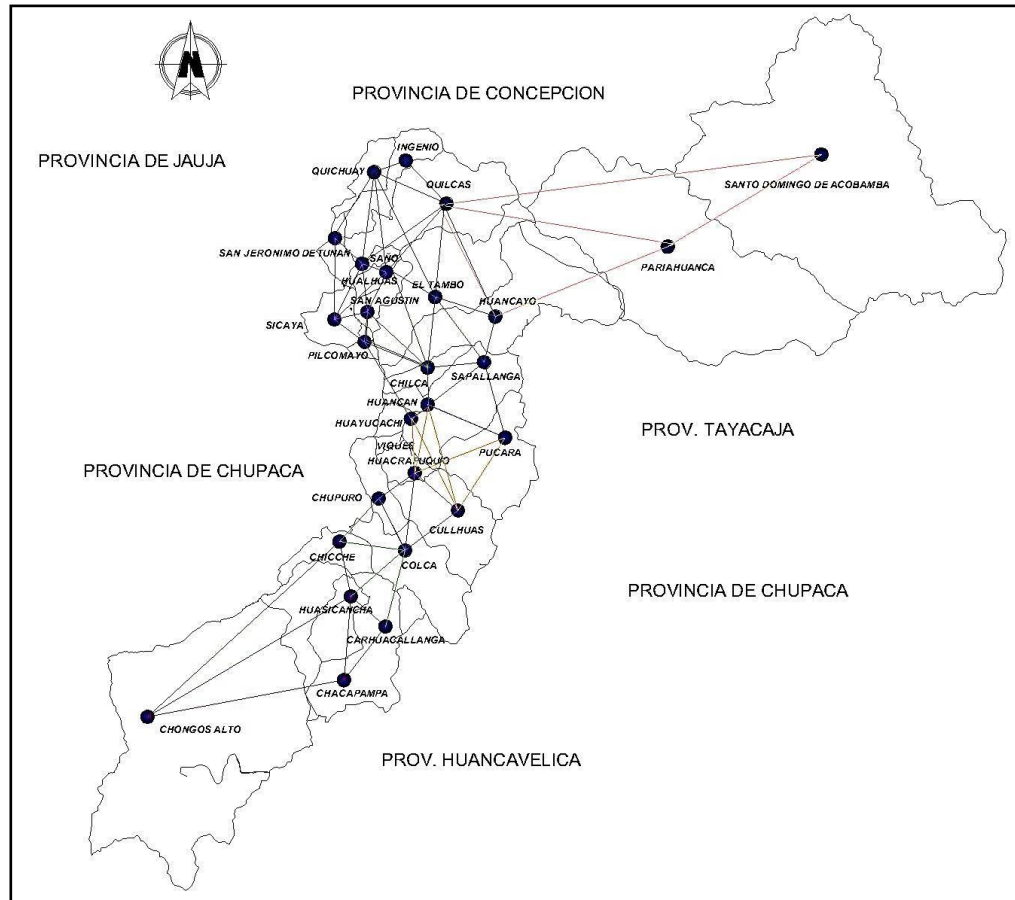 N
PROVINCIA DE CONCEPCION
PROVINCIA DE JAUJA
INGENIO
QUICHUAY
QUILCAS
SANTO DOMINGO DE ACOBAMBA
SAN JERONIMO DE TUNAN
SAÑO
PARIAHUANCA
HUALHUAS
EL TAMBO
SAN AGUSTIN
HUANCAYO
SICAYA
PILCOMAYO
CHILCA
SAPALLANGA
HUANCAN
HUAYUCACHI
PROV. TAYACAJA
VIQUES
PUCARA
HUACRAPUQUIO
PROVINCIA DE CHUPACA
CHUPURO
CULLHUAS
CHICCHE
COLCA
PROVINCIA DE CHUPACA
HUASICANCHA
CARHUACALLANGA
CHACAPAMPA
CHONGOS ALTO
PROV. HUANCAVELICA